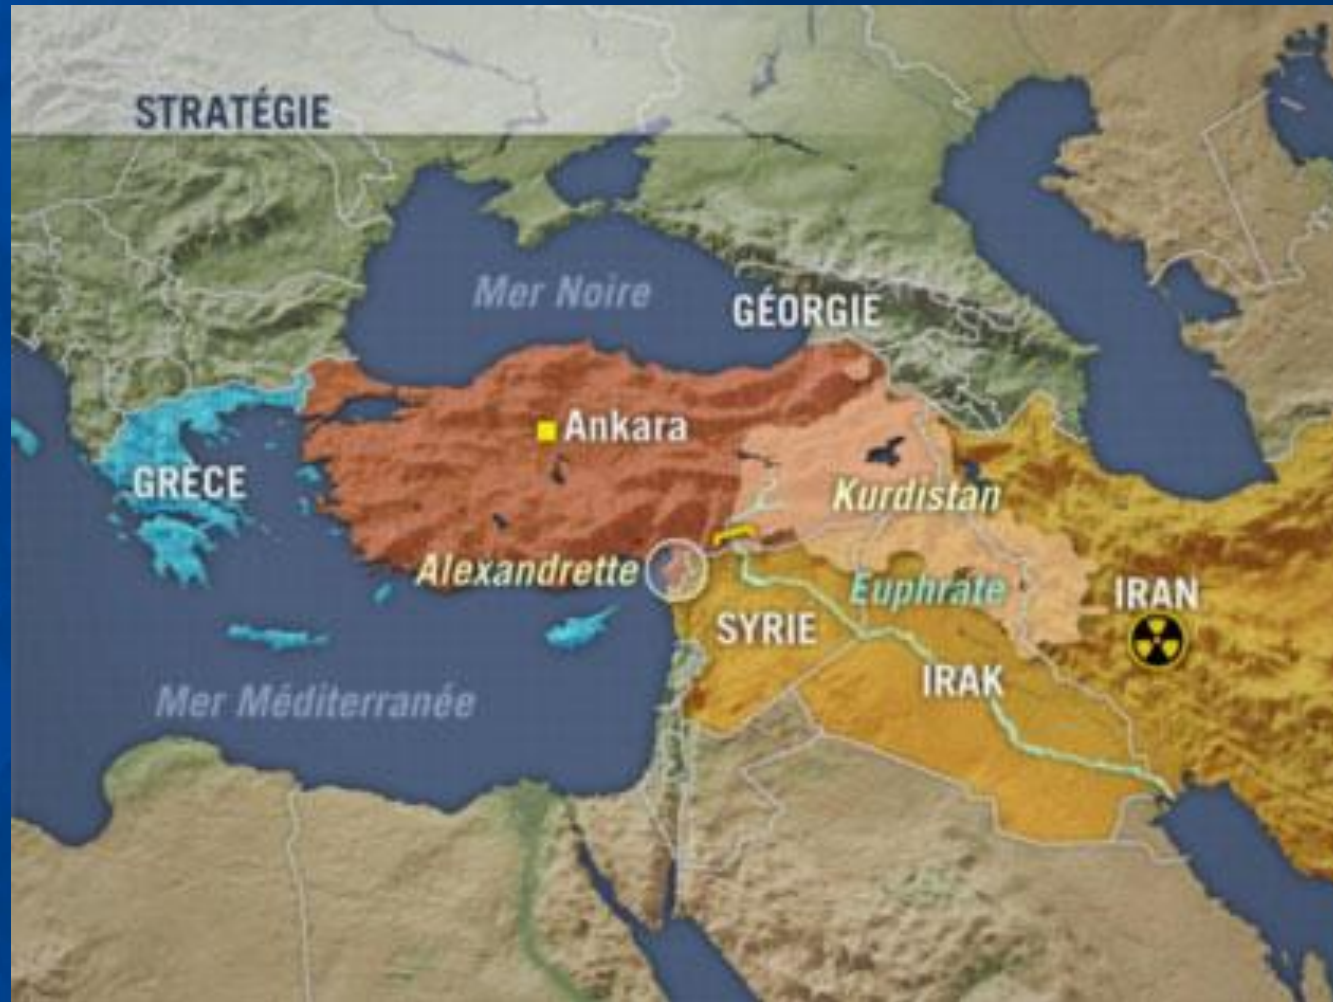 STRATÉGIE
Mer Noire
GÉORGIE
Ankara
GRÈCE
Kurdistan
Alexandrette
Euphrate
IRAN
SYRIE
IRAK
Mer Méditerranée